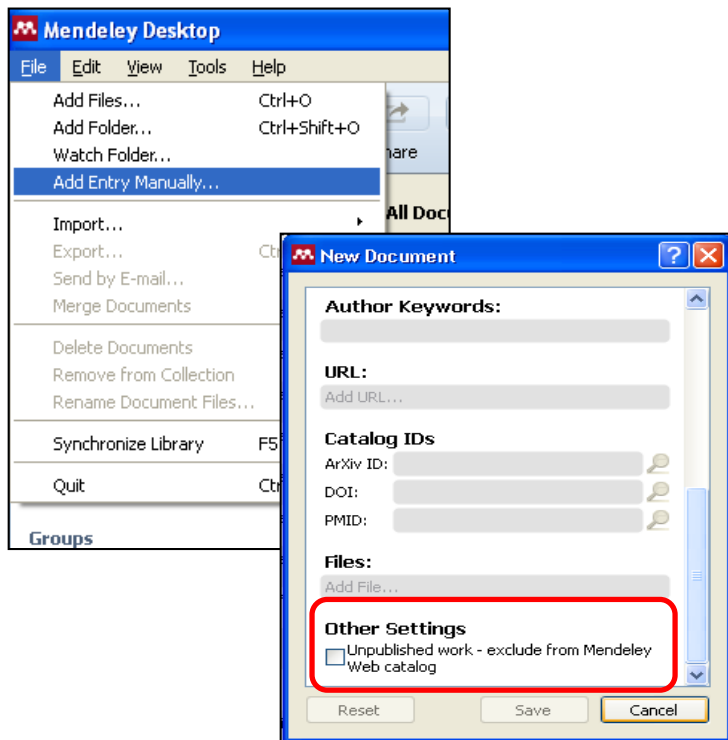 Mendeley Desktop
File Edit View Tools Help
Add Files... Ctrl+O
Add Folder... Ctrl+Shift+O
Watch Folder...
Add Entry Manually...
Import...
Export...
Send by E-mail...
Merge Documents
Delete Documents
Remove from Collection
Rename Document Files...
Synchronize Library F5
Quit
Groups
All
New Document
Author Keywords:
URL:
Add URL...
Catalog IDs
ArXiv ID:
DOI:
PMID:
Files:
Add File...
Other Settings
Unpublished work - exclude from Mendeley
Web catalog
Reset Save Cancel